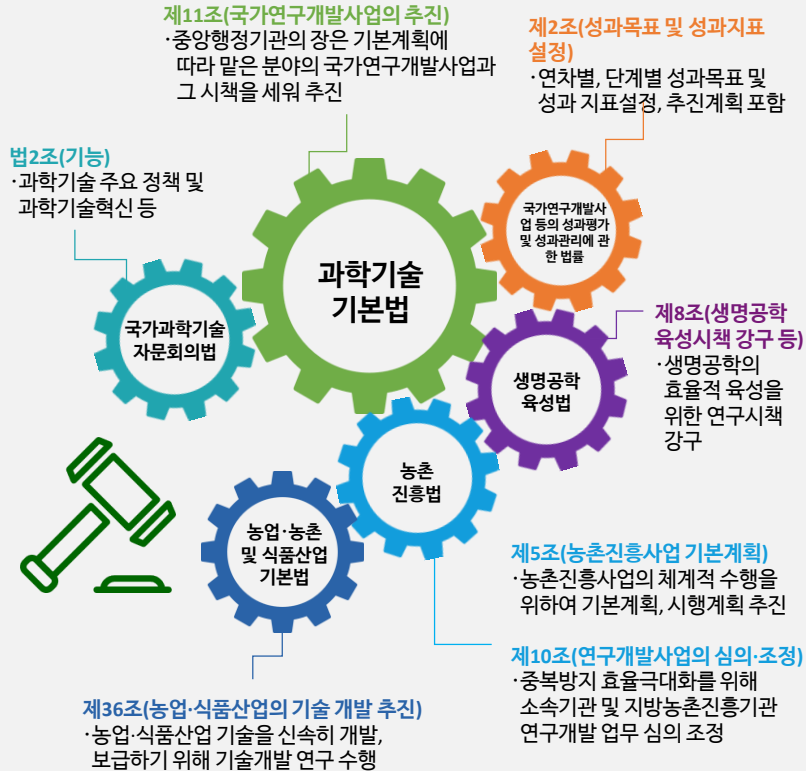 제11조(국가연구개발사업의 추진)
·중앙행정기관의 장은 기본계획에
따라 맡은 분야의 국가연구개발사업과
그 시책을 세워 추진
제2조(성과목표 및 성과지표
설정)
·연차별, 단계별 성과목표 및
성과 지표설정, 추진계획 포함
법2조(기능)
·과학기술 주요 정책 및
과학기술혁신 등
과학기술
기본법
국가연구개발사
업 등의 성과평가
및 성과관리에 관
한 법률
국가과학기술
자문회의법
제8조(생명공학
육성시책 강구 등)
·생명공학의
효율적 육성을
위한 연구시책
강구
생명공학
육성법
농촌
진흥법
농업·농촌
및 식품산업
기본법
제5조(농촌진흥사업 기본계획)
·농촌진흥사업의 체계적 수행을
위하여 기본계획, 시행계획 추진
제10조(연구개발사업의 심의·조정)
·중복방지 효율극대화를 위해
소속기관 및 지방농촌진흥기관
연구개발 업무 심의 조정
제36조(농업·식품산업의 기술 개발 추진)
·농업·식품산업 기술을 신속히 개발,
보급하기 위해 기술개발 연구 수행